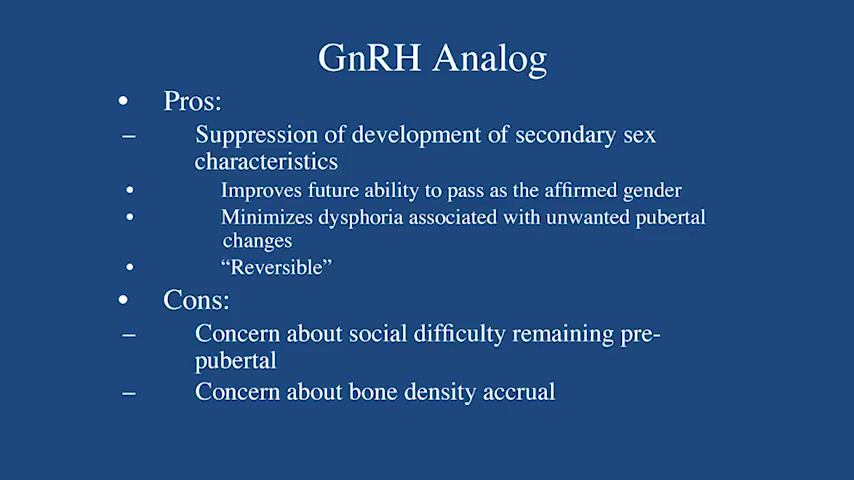 GnRH Analog
• Pros:
– Suppression of development of secondary sex
characteristics
• Improves future ability to pass as the affirmed gender
• Minimizes dysphoria associated with unwanted pubertal
changes
• “Reversible”
• Cons:
– Concern about social difficulty remaining pre-
pubertal
– Concern about bone density accrual